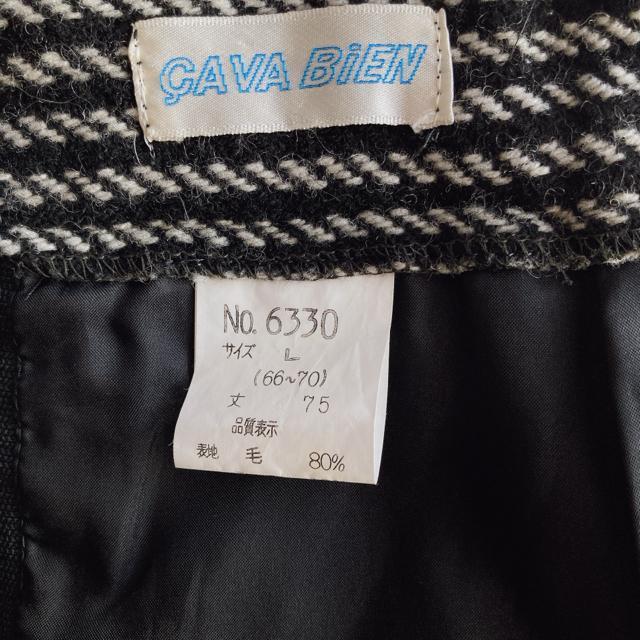 ÇAVA BiEN
No. 6330
サイズ L
(66~70)
丈 75
品質表示
表地 毛 80%